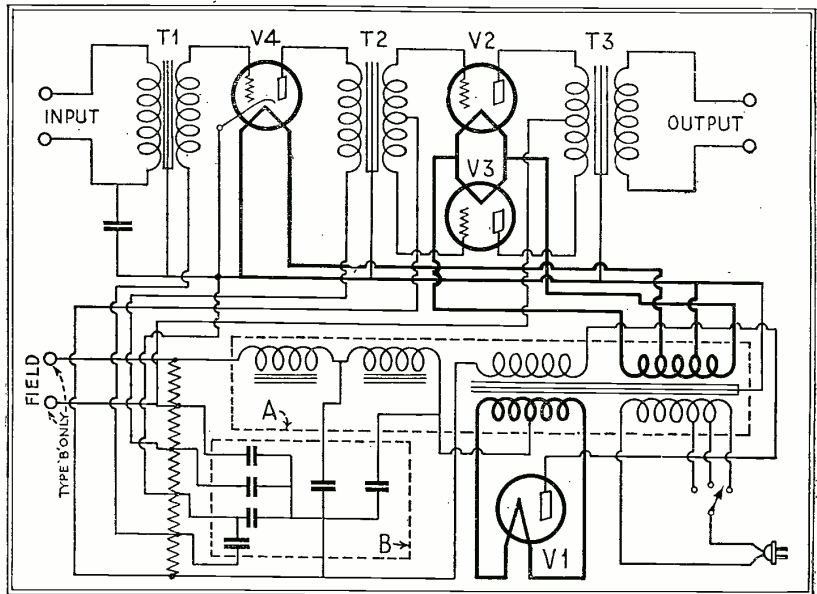 T1
V4
T2
V2
T3
INPUT
OUTPUT
V3
FIELD
TYPE 'B' ONLY
A
B
V1